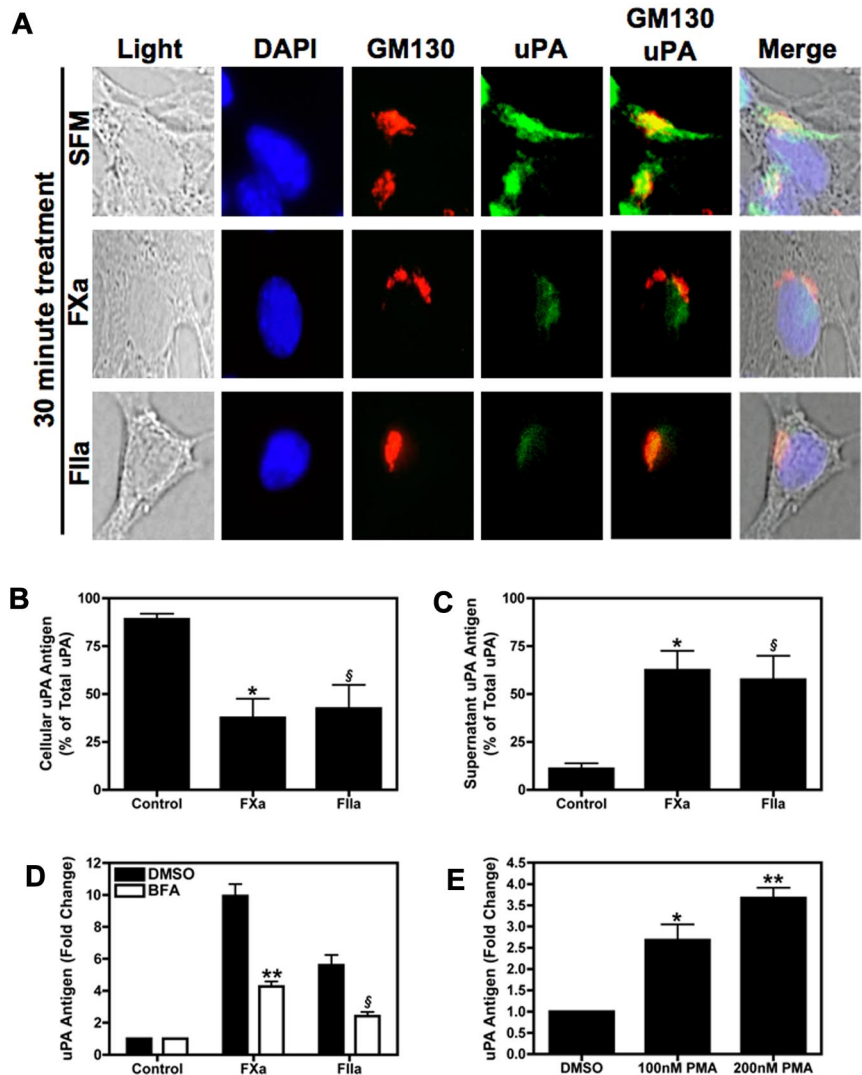 A
Light DAPI GM130 uPA GM130 uPA Merge
30 minute treatment
SFM
FXa
FIIa
B
Cellular uPA Antigen
(% of Total uPA)
100
75
50
25
0
*
§
Control FXa FIIa
C
Supernatant uPA Antigen
(% of Total uPA)
100
75
50
25
0
*
§
Control FXa FIIa
D
uPA Antigen (Fold Change)
12
10
8
6
4
2
0
DMSO
BFA
**
§
Control FXa FIIa
E
uPA Antigen (Fold Change)
4.5
4.0
3.5
3.0
2.5
2.0
1.5
1.0
0.5
0.0
*
**
DMSO 100nM PMA 200nM PMA